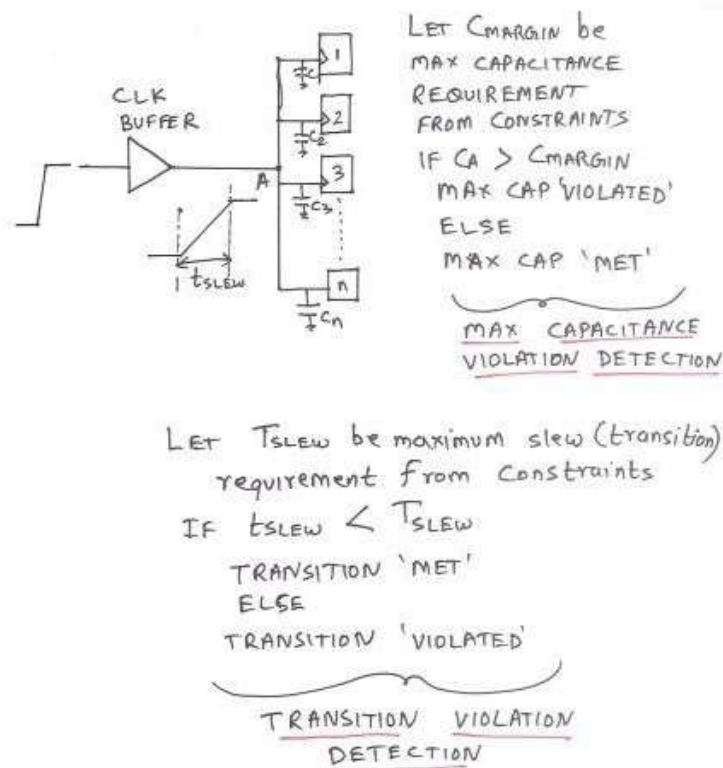 CLK
BUFFER
A
tSLEW
1
C
2
C2
3
C3
n
Cn
LET CMARGIN be
MAX CAPACITANCE
REQUIREMENT
FROM CONSTRAINTS
IF CA > CMARGIN
MAX CAP 'VIOLATED'
ELSE
MAX CAP 'MET'
MAX CAPACITANCE
VIOLATION DETECTION
LET TSLEW be maximum slew (transition)
requirement from constraints
IF tSLEW < TSLEW
TRANSITION 'MET'
ELSE
TRANSITION 'VIOLATED'
TRANSITION VIOLATION
DETECTION